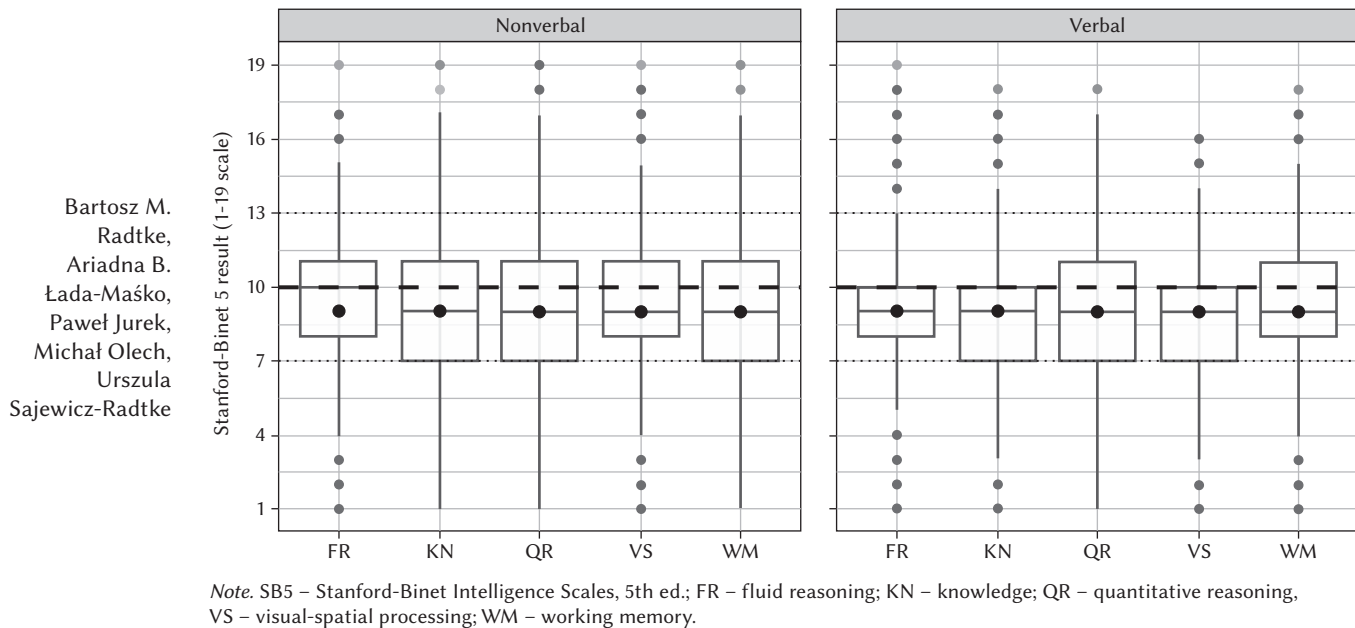 Bartosz M.
Radtke,
Ariadna B.
Łada-Maśko,
Paweł Jurek,
Michał Olech,
Urszula
Sajewicz-Radtke
Stanford-Binet 5 result (1-19 scale)
Nonverbal
Verbal
19
16
13
10
7
4
1
FR KN QR VS WM
FR KN QR VS WM
Note. SB5 – Stanford-Binet Intelligence Scales, 5th ed.; FR – fluid reasoning; KN – knowledge; QR – quantitative reasoning,
VS – visual-spatial processing; WM – working memory.